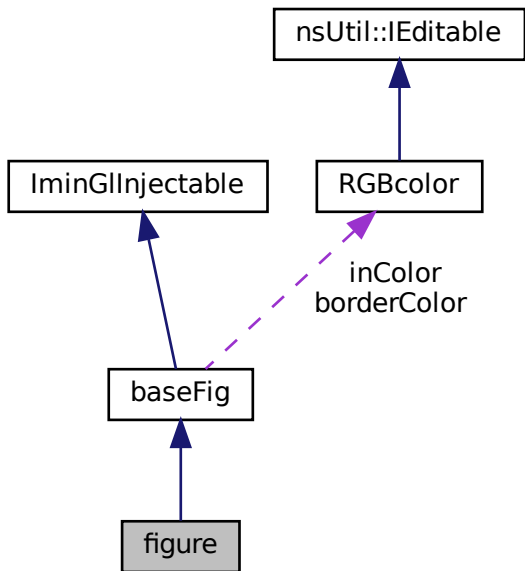 nsUtil::IEditable
IminGlInjectable
RGBcolor
inColor
borderColor
baseFig
figure